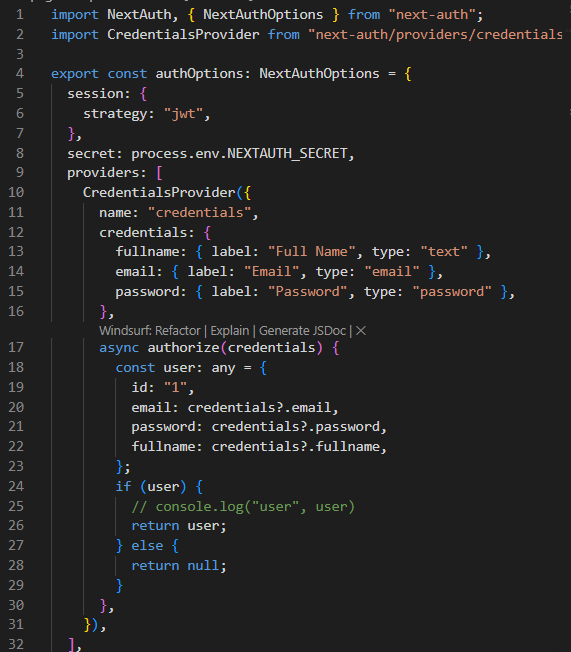 1 import NextAuth, { NextAuthOptions } from "next-auth";
2 import CredentialsProvider from "next-auth/providers/credentials
3
4 export const authOptions: NextAuthOptions = {
5   session: {
6     strategy: "jwt",
7   },
8   secret: process.env.NEXTAUTH_SECRET,
9   providers: [
10     CredentialsProvider({
11       name: "credentials",
12       credentials: {
13         fullname: { label: "Full Name", type: "text" },
14         email: { label: "Email", type: "email" },
15         password: { label: "Password", type: "password" },
16       },
Windsurf: Refactor | Explain | Generate JSDoc | ×
17       async authorize(credentials) {
18         const user: any = {
19           id: "1",
20           email: credentials?.email,
21           password: credentials?.password,
22           fullname: credentials?.fullname,
23         };
24         if (user) {
25           // console.log("user", user)
26           return user;
27         } else {
28           return null;
29         }
30       },
31     }),
32   ],